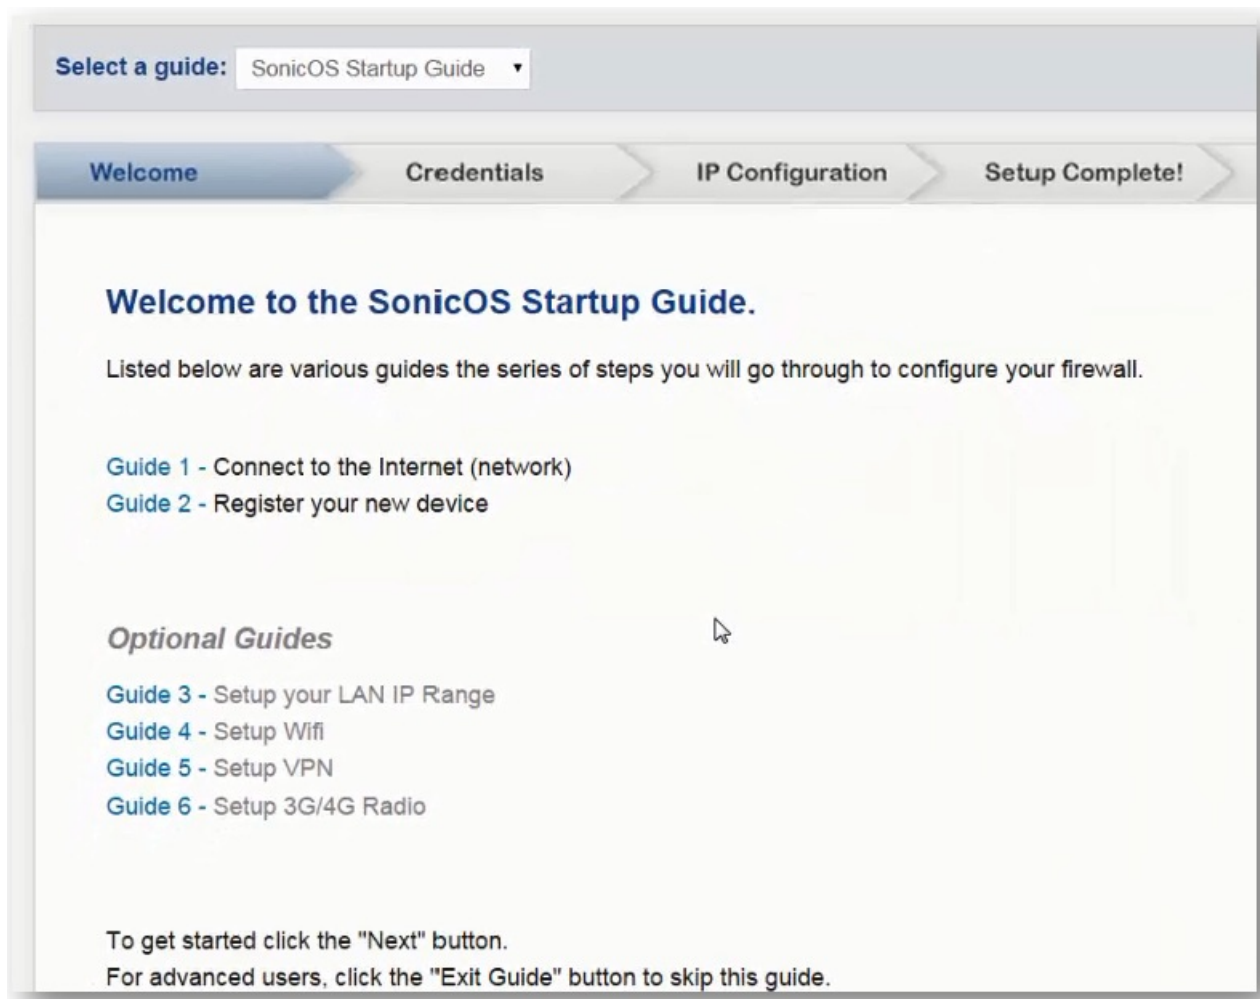 Select a guide: SonicOS Startup Guide
Welcome Credentials IP Configuration Setup Complete!
Welcome to the SonicOS Startup Guide.
Listed below are various guides the series of steps you will go through to configure your firewall.
Guide 1 - Connect to the Internet (network)
Guide 2 - Register your new device
Optional Guides
Guide 3 - Setup your LAN IP Range
Guide 4 - Setup Wifi
Guide 5 - Setup VPN
Guide 6 - Setup 3G/4G Radio
To get started click the "Next" button.
For advanced users, click the "Exit Guide" button to skip this guide.